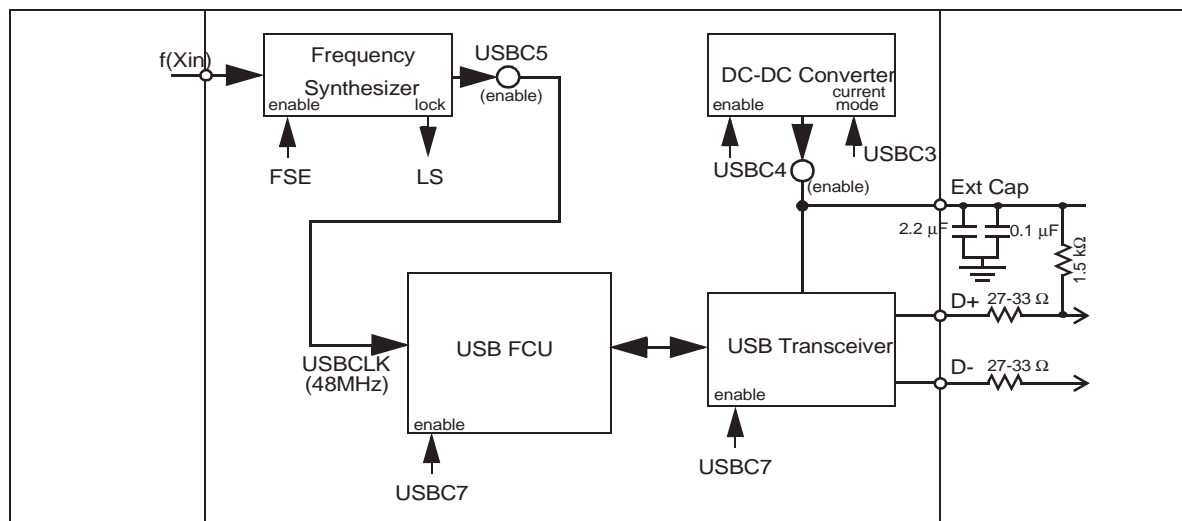 f(Xin)
Frequency
Synthesizer
enable
lock
FSE
LS
USBC5
(enable)
DC-DC Converter
enable
current
mode
USBC4
USBC3
(enable)
Ext Cap
2.2 μF
0.1 μF
1.5 kΩ
D+
27-33 Ω
D-
27-33 Ω
USB Transceiver
enable
USBC7
USB FCU
enable
USBC7
USBCLK
(48MHz)